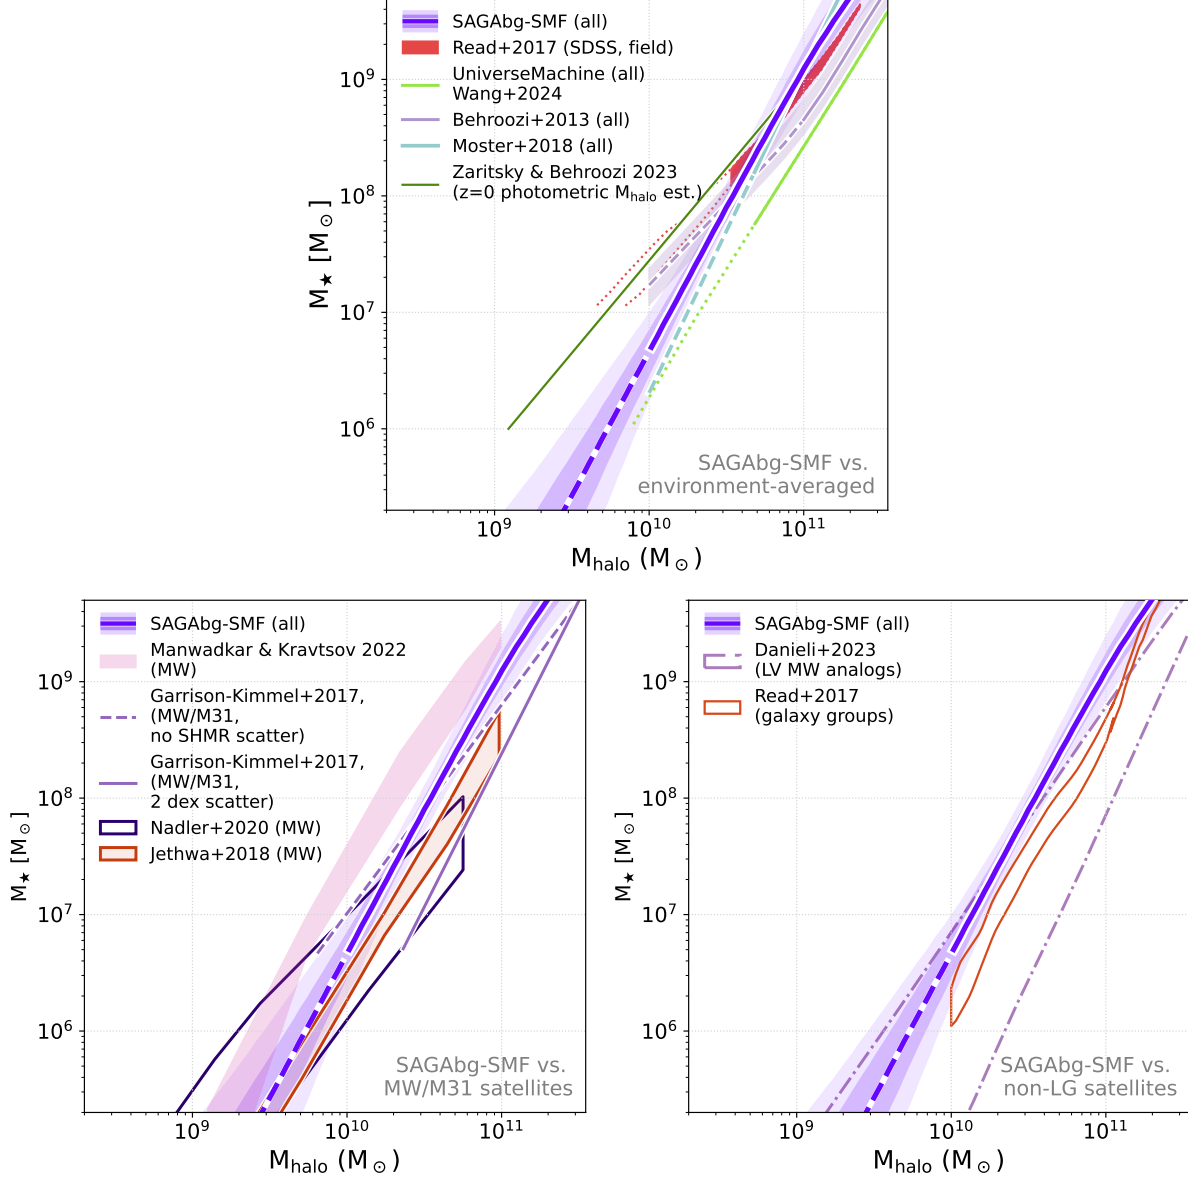 SAGAbg-SMF (all)
Read+2017 (SDSS, field)
UniverseMachine (all)
Wang+2024
Behroozi+2013 (all)
Moster+2018 (all)
Zaritsky & Behroozi 2023
(z=0 photometric M_halo est.)
10⁹
10⁸
10⁷
10⁶
M★ [M☉]
SAGAbg-SMF vs.
environment-averaged
10⁹ 10¹⁰ 10¹¹
M_halo (M☉)
SAGAbg-SMF (all)
Manwadkar & Kravtsov 2022
(MW)
Garrison-Kimmel+2017,
(MW/M31,
no SHMR scatter)
Garrison-Kimmel+2017,
(MW/M31,
2 dex scatter)
Nadler+2020 (MW)
Jethwa+2018 (MW)
10⁹
10⁸
10⁷
10⁶
M★ [M☉]
SAGAbg-SMF vs.
MW/M31 satellites
10⁹ 10¹⁰ 10¹¹
M_halo (M☉)
SAGAbg-SMF (all)
Danieli+2023
(LV MW analogs)
Read+2017
(galaxy groups)
10⁹
10⁸
10⁷
10⁶
M★ [M☉]
SAGAbg-SMF vs.
non-LG satellites
10⁹ 10¹⁰ 10¹¹
M_halo (M☉)